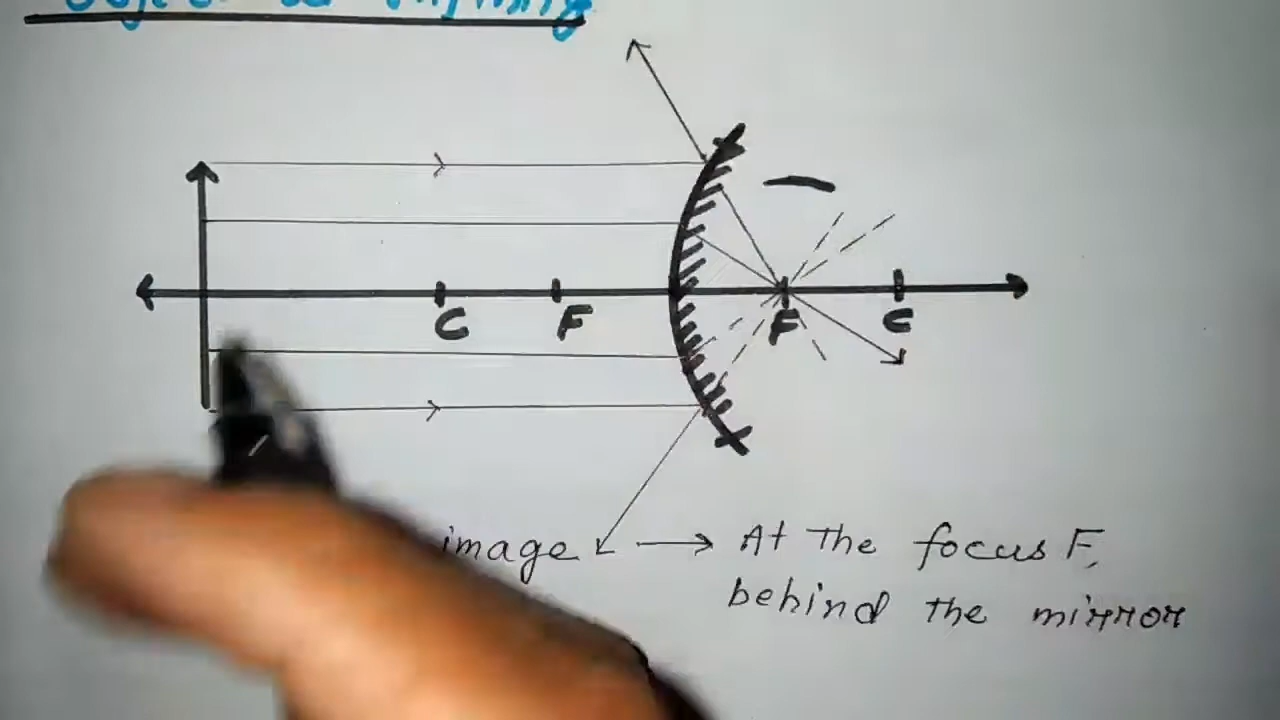 C F F C
image → At the focus F,
behind the mirror